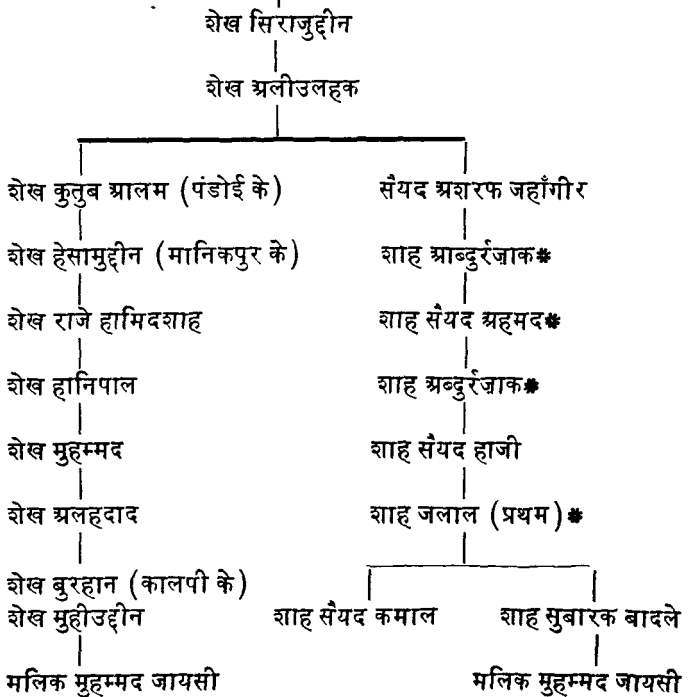 शेख सिराजुद्दीन
शेख अलीउलहक
शेख कुतुब आलम (पंडोई के) सैयद अशरफ जहाँगीर
शेख हेसामुद्दीन (मानिकपुर के) शाह आब्दुर्रज़ाक*
शेख राजे हामिदशाह शाह सैयद अहमद*
शेख हानिपाल शाह अब्दुर्रज़ाक*
शेख मुहम्मद शाह सैयद हाजी
शेख अलहदाद शाह जलाल (प्रथम)*
शेख बुरहान (कालपी के)
शेख मुहीउद्दीन शाह सैयद कमाल शाह सुबारक बादले
मलिक मुहम्मद जायसी मलिक मुहम्मद जायसी